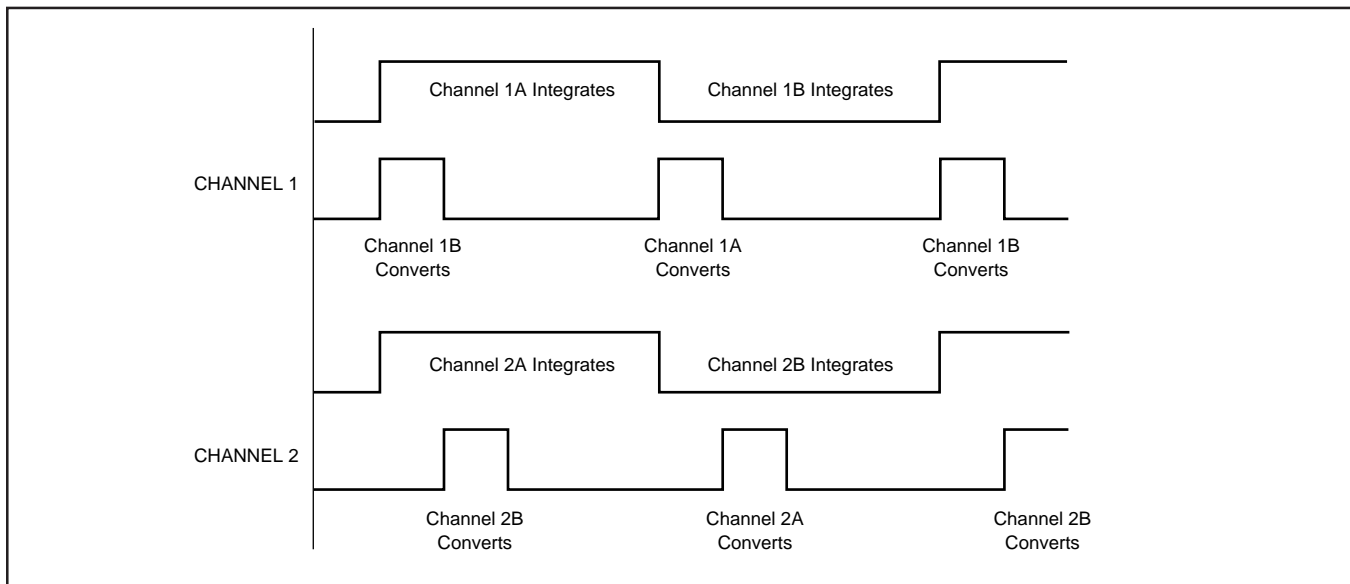 Channel 1A Integrates
Channel 1B Integrates
CHANNEL 1
Channel 1B
Converts
Channel 1A
Converts
Channel 1B
Converts
Channel 2A Integrates
Channel 2B Integrates
CHANNEL 2
Channel 2B
Converts
Channel 2A
Converts
Channel 2B
Converts